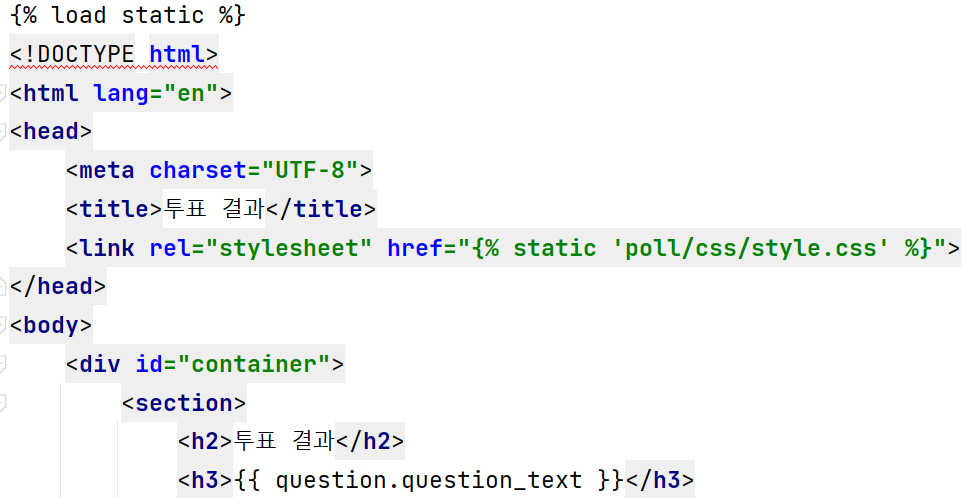 {% load static %}
<!DOCTYPE html>
<html lang="en">
<head>
    <meta charset="UTF-8">
    <title>투표 결과</title>
    <link rel="stylesheet" href="{% static 'poll/css/style.css' %}">
</head>
<body>
    <div id="container">
        <section>
            <h2>투표 결과</h2>
            <h3>{{ question.question_text }}</h3>